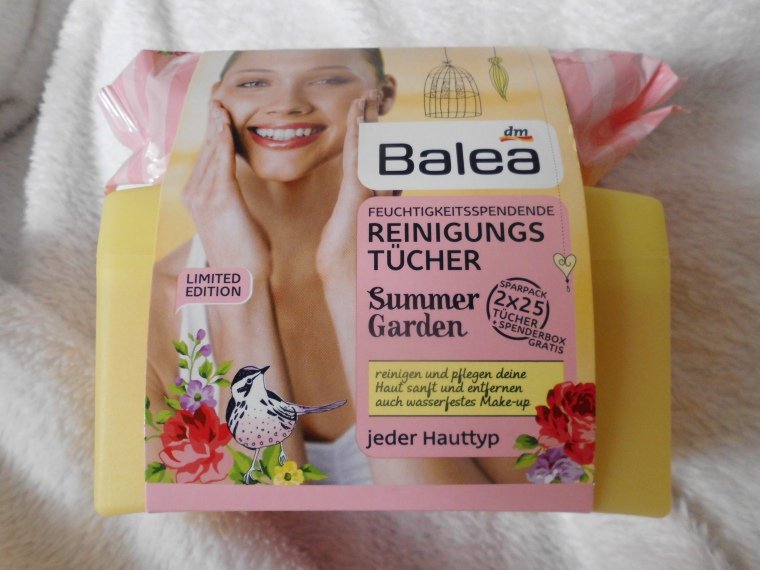 dm
Balea
FEUCHTIGKEITSSPENDENDE
REINIGUNGS
TÜCHER
LIMITED
EDITION
Summer
Garden
SPARPACK
2x25
TÜCHER
+SPENDERBOX
GRATIS
reinigen und pflegen deine
Haut sanft und entfernen
auch wasserfestes Make-up
jeder Hauttyp